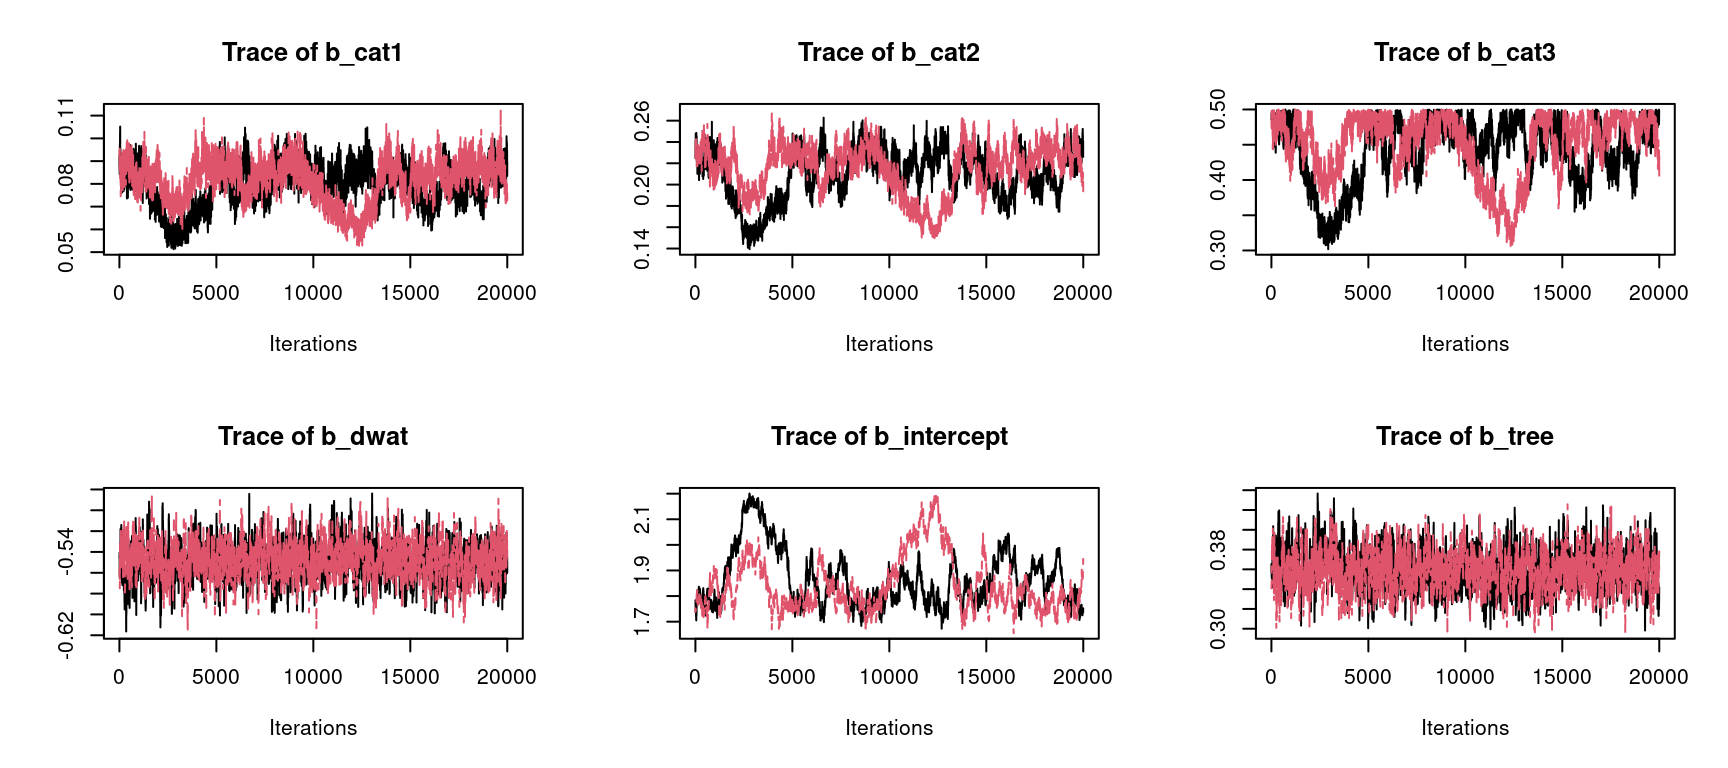 Trace of b_cat1
0.05 0.08 0.11
0 5000 10000 15000 20000
Iterations
Trace of b_cat2
0.14 0.20 0.26
0 5000 10000 15000 20000
Iterations
Trace of b_cat3
0.30 0.40 0.50
0 5000 10000 15000 20000
Iterations
Trace of b_dwat
-0.62 -0.54
0 5000 10000 15000 20000
Iterations
Trace of b_intercept
1.7 1.9 2.1
0 5000 10000 15000 20000
Iterations
Trace of b_tree
0.30 0.38
0 5000 10000 15000 20000
Iterations